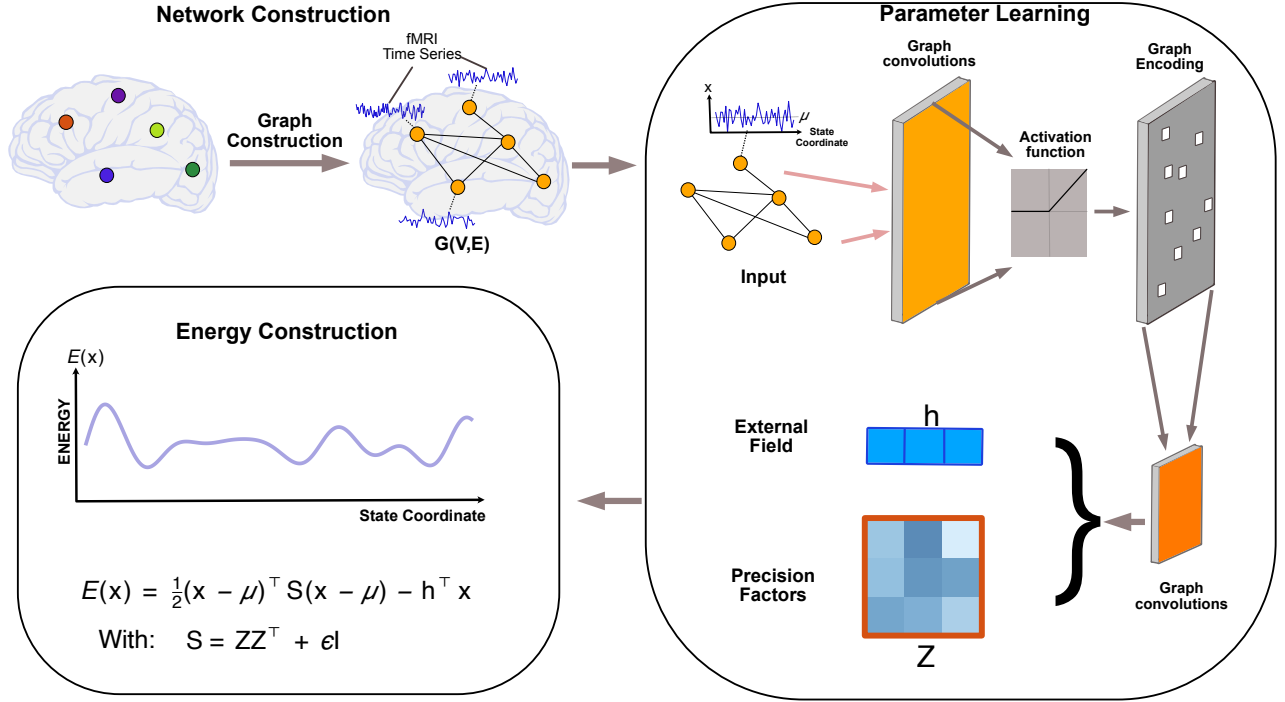 Network Construction
fMRI
Time Series
Graph
Construction
G(V,E)
Parameter Learning
Graph
convolutions
Graph
Encoding
x
μ
State
Coordinate
Activation
function
Input
External
Field
h
Precision
Factors
Z
Graph
convolutions
Energy Construction
E(x)
ENERGY
State Coordinate
E(x) = ½(x − μ)⊤ S(x − μ) − h⊤ x
With: S = ZZ⊤ + ϵI